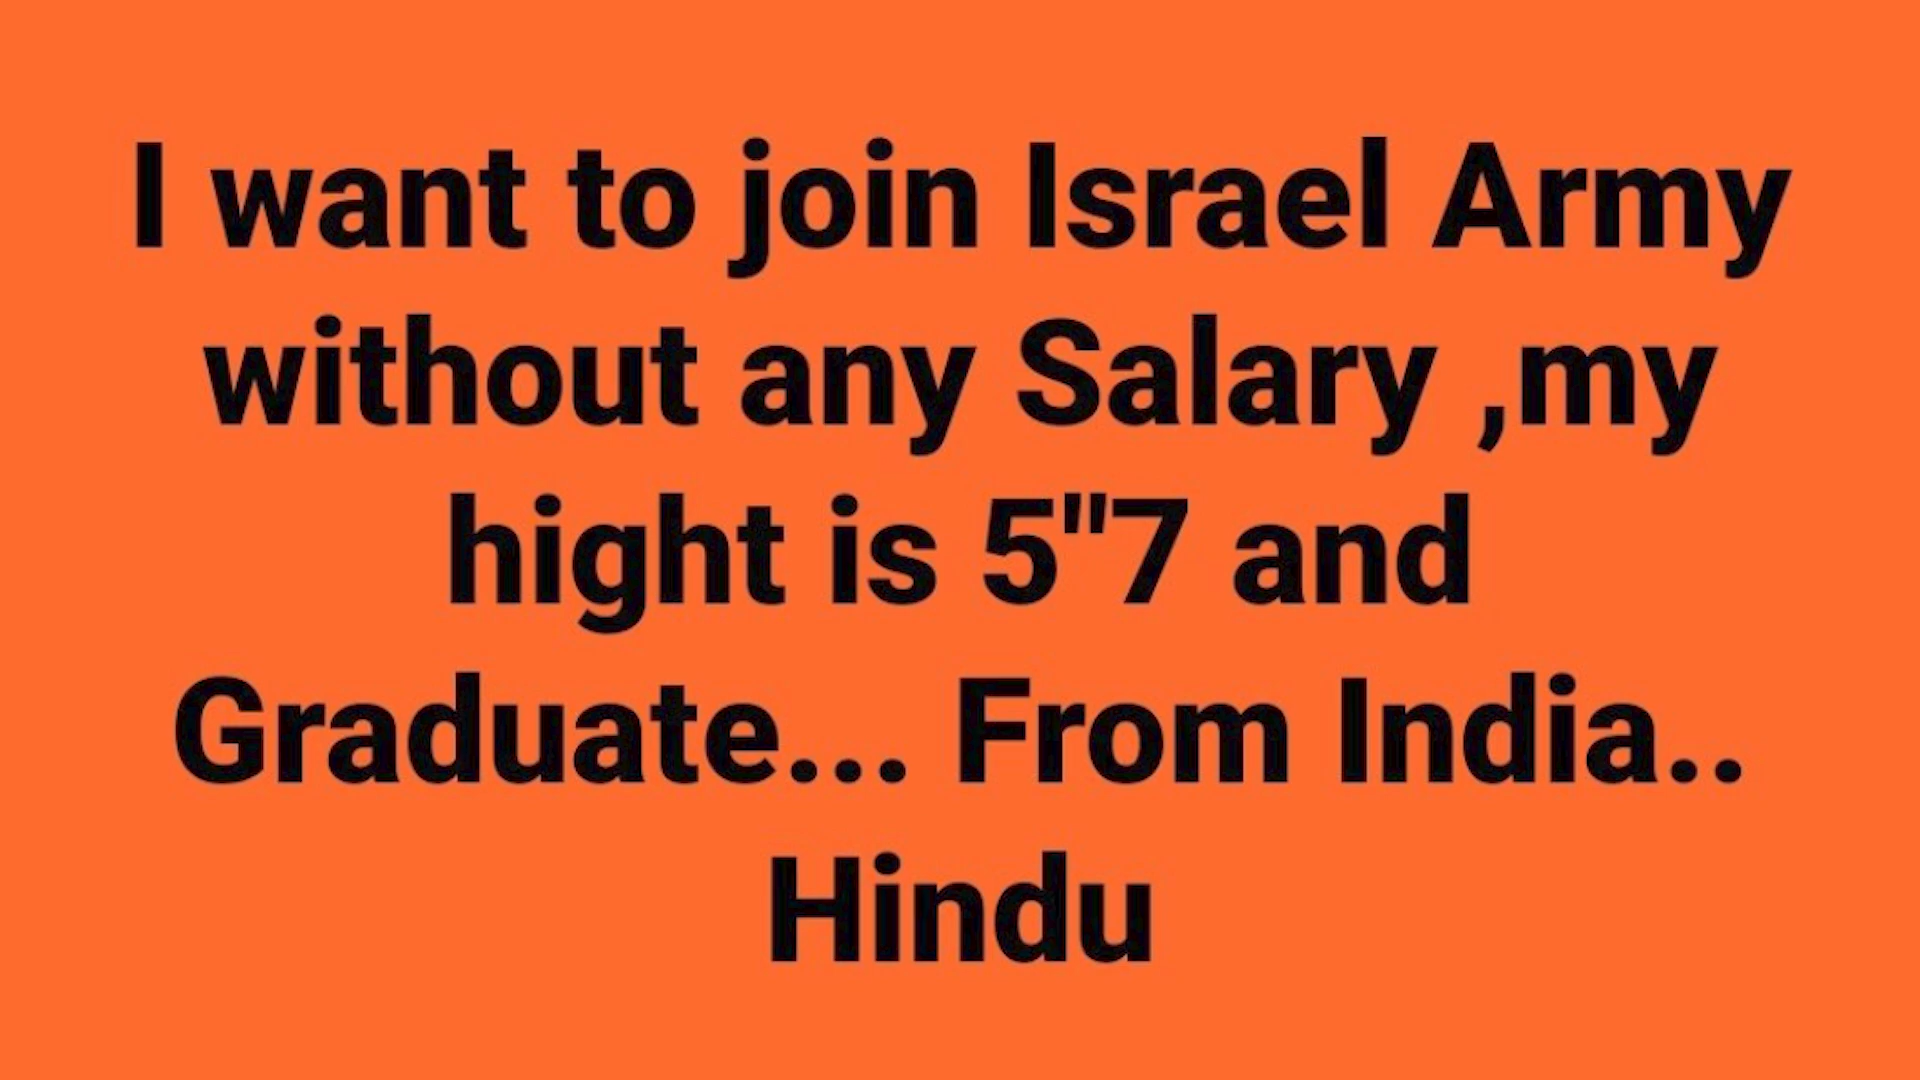 I want to join Israel Army
without any Salary ,my
hight is 5"7 and
Graduate... From India..
Hindu